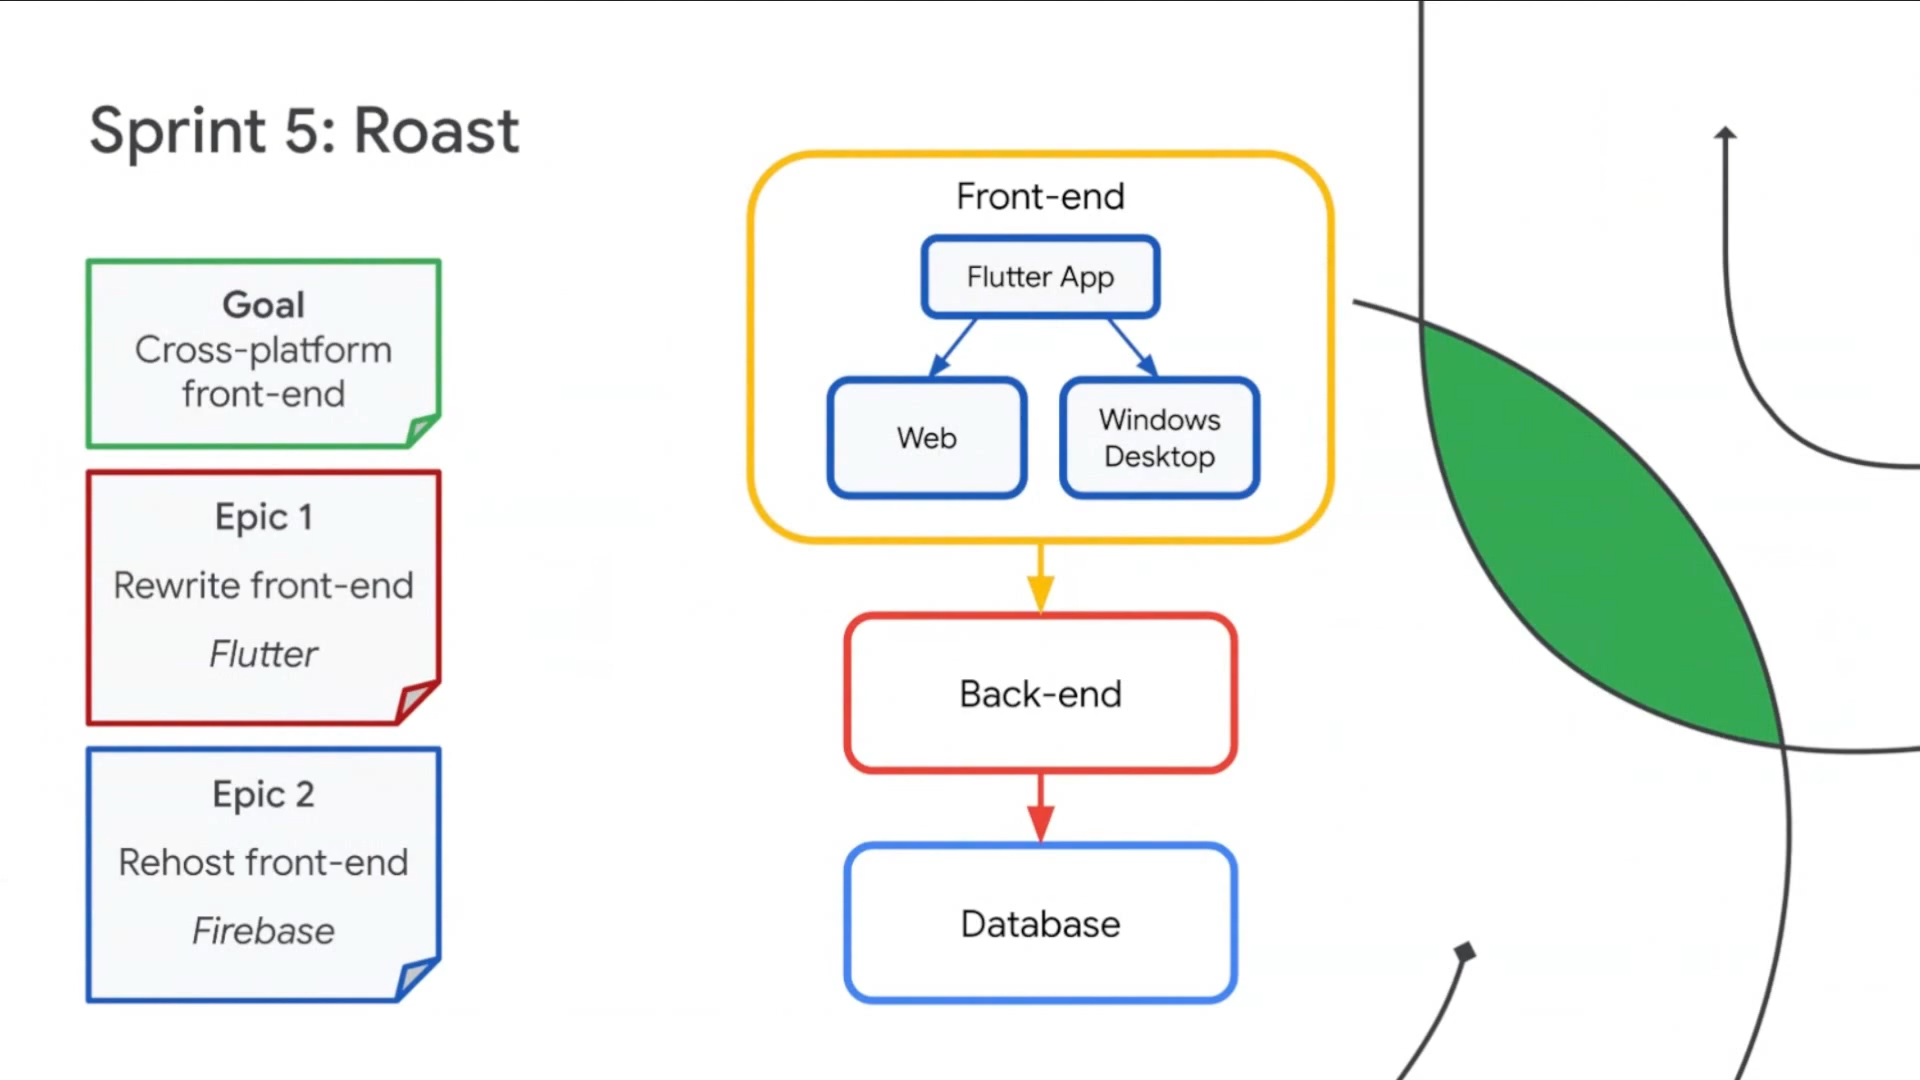 Sprint 5: Roast
Goal
Cross-platform
front-end
Epic 1
Rewrite front-end
Flutter
Epic 2
Rehost front-end
Firebase
Front-end
Flutter App
Web
Windows
Desktop
Back-end
Database